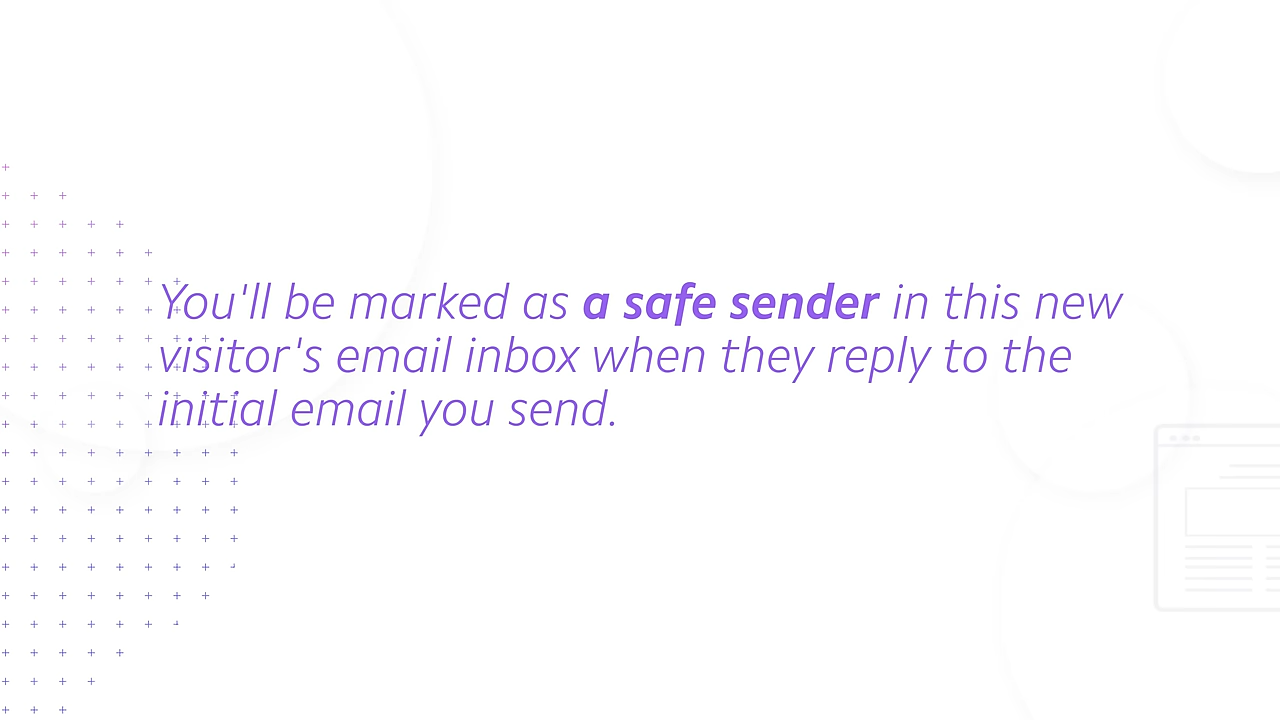 You'll be marked as a safe sender in this new
visitor's email inbox when they reply to the
initial email you send.